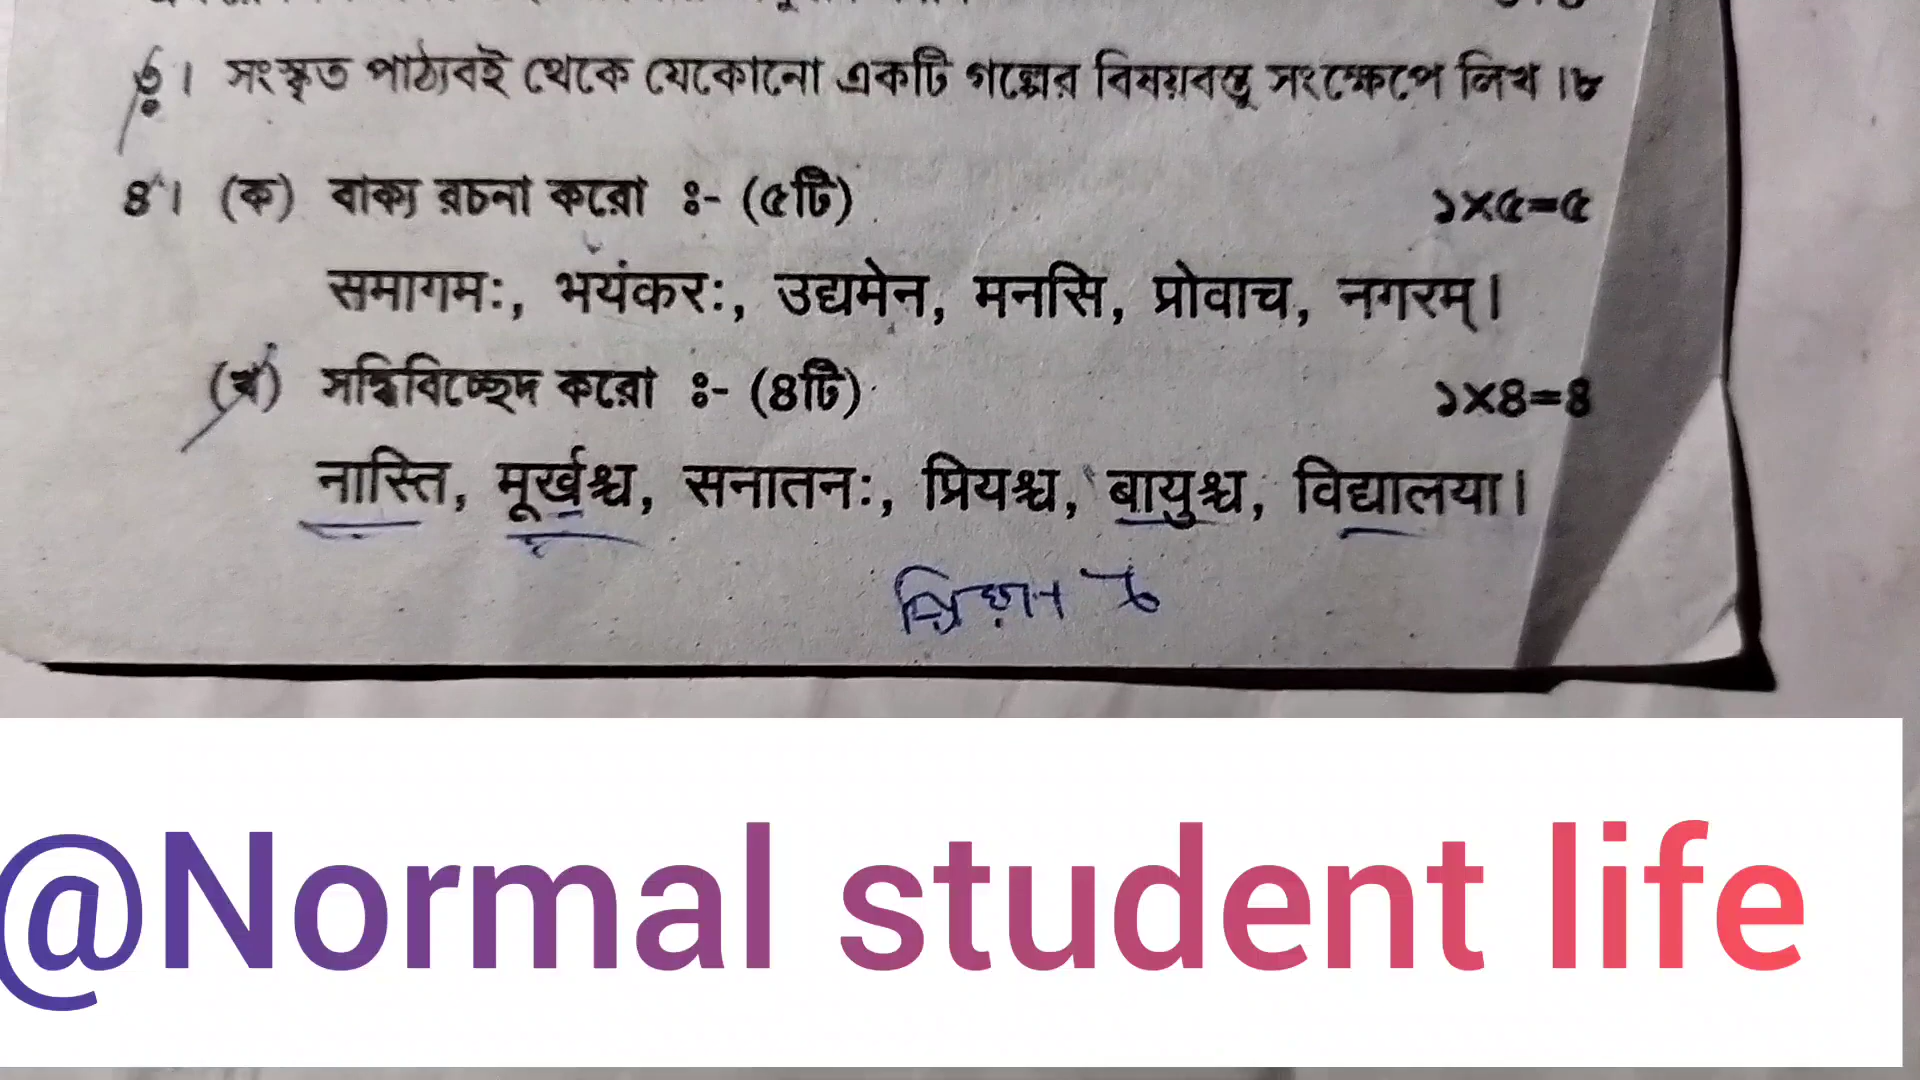 ৩। সংস্কৃত পাঠ্যবই থেকে যেকোনো একটি গল্পের বিষয়বস্তু সংক্ষেপে লিখ ।৮
৪। (ক) বাক্য রচনা করো ঃ- (৫টি) ১×৫=৫
समागमः, भयंकरः, उद्यमेन, मनसि, प्रोवाच, नगरम्।
(খ) সন্ধিবিচ্ছেদ করো ঃ- (৪টি) ১×৪=৪
नास्ति, मूर्खश्च, सनातनः, प्रियश्च, बायुश्च, विद्यालया।
@Normal student life